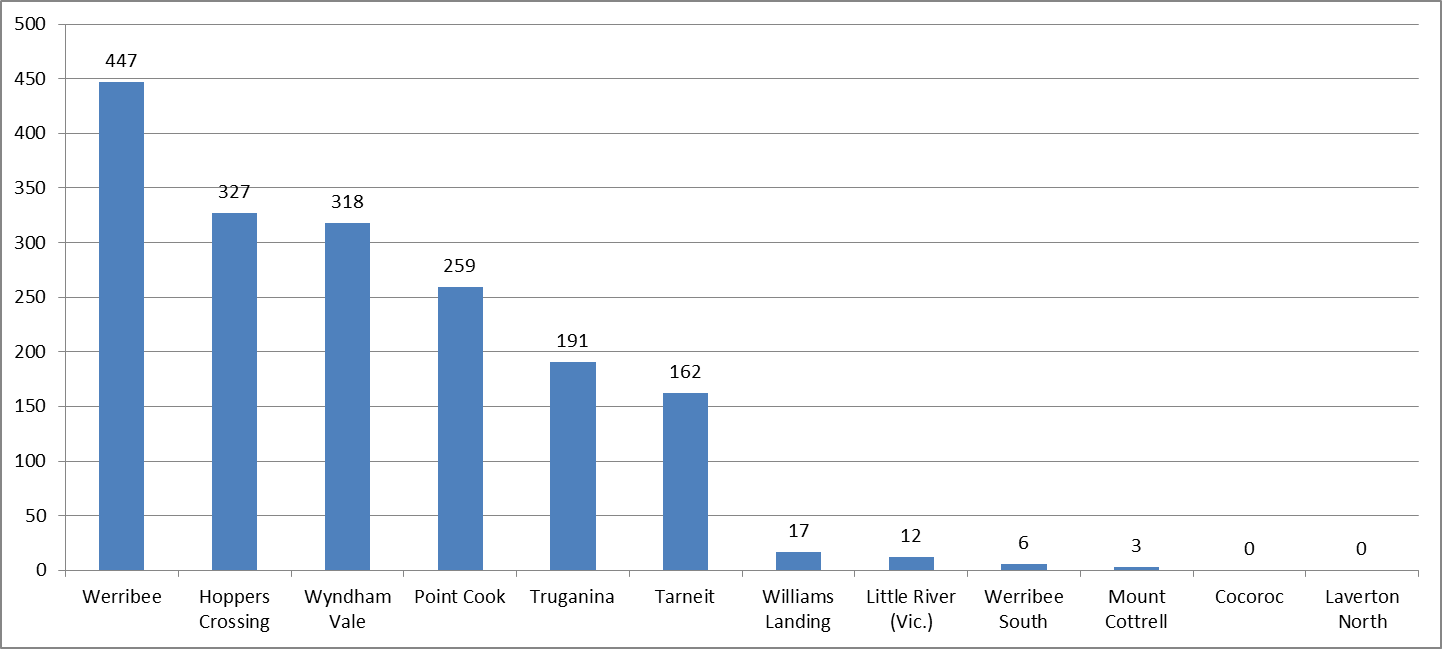 500
450
400
350
300
250
200
150
100
50
0
447
327
318
259
191
162
17
12
6
3
0
0
Werribee
Hoppers
Crossing
Wyndham
Vale
Point Cook
Truganina
Tarneit
Williams
Landing
Little River
(Vic.)
Werribee
South
Mount
Cottrell
Cocoroc
Laverton
North